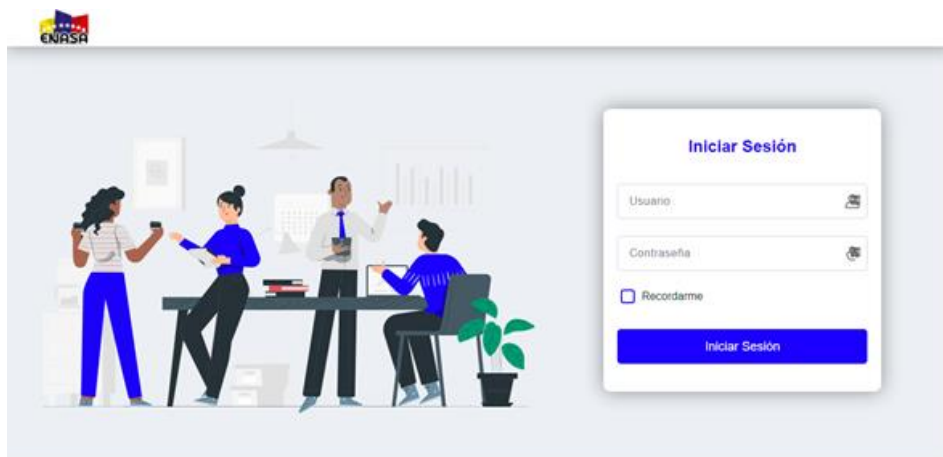 ENASA
Iniciar Sesión
Usuario
Contraseña
Recordarme
Iniciar Sesión